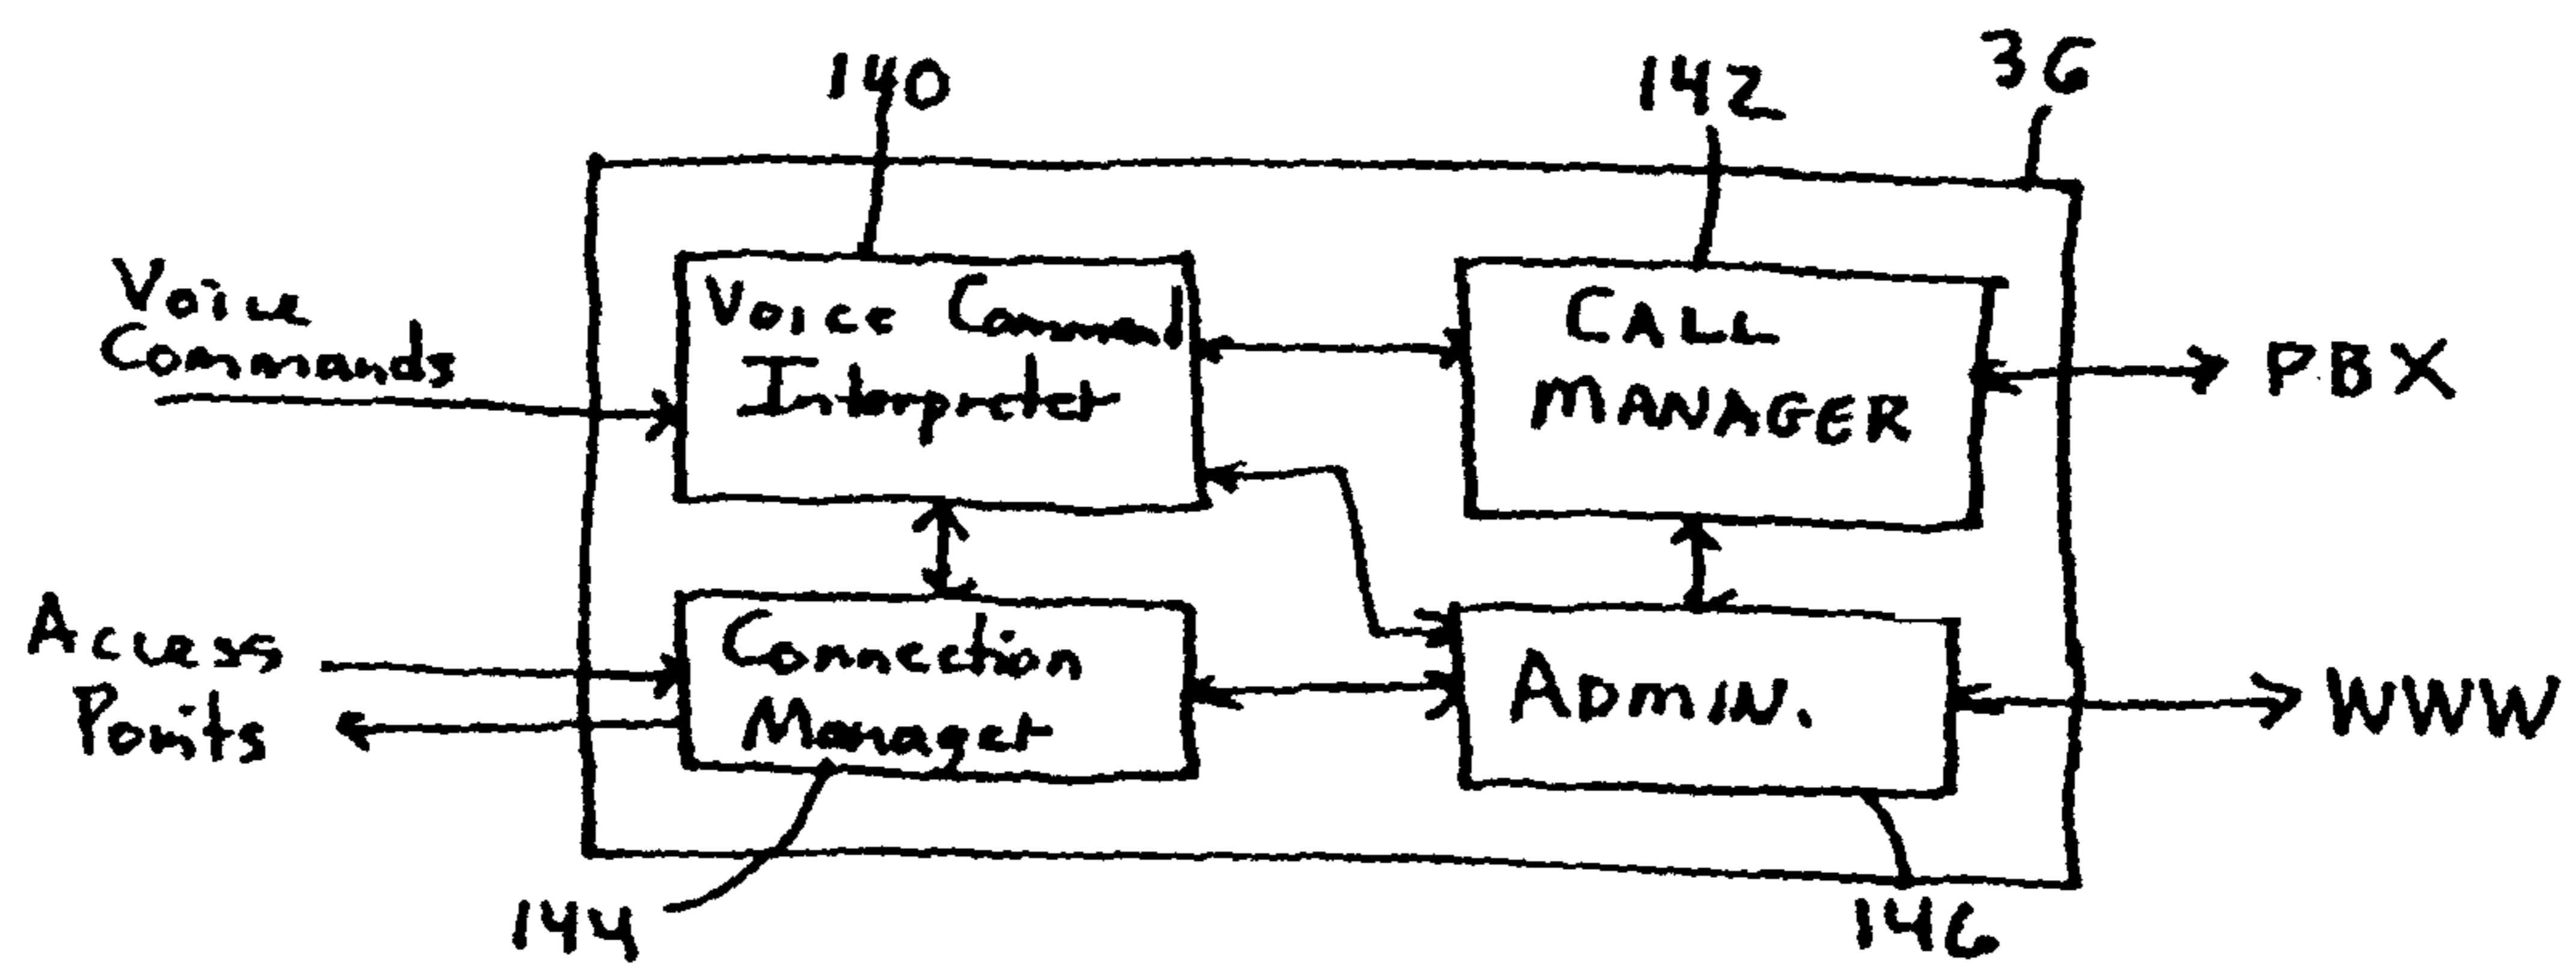 140
142
36
Voice
Commands
Voice Command
Interpreter
CALL
MANAGER
PBX
Access
Points
Connection
Manager
ADMIN.
WWW
144
146